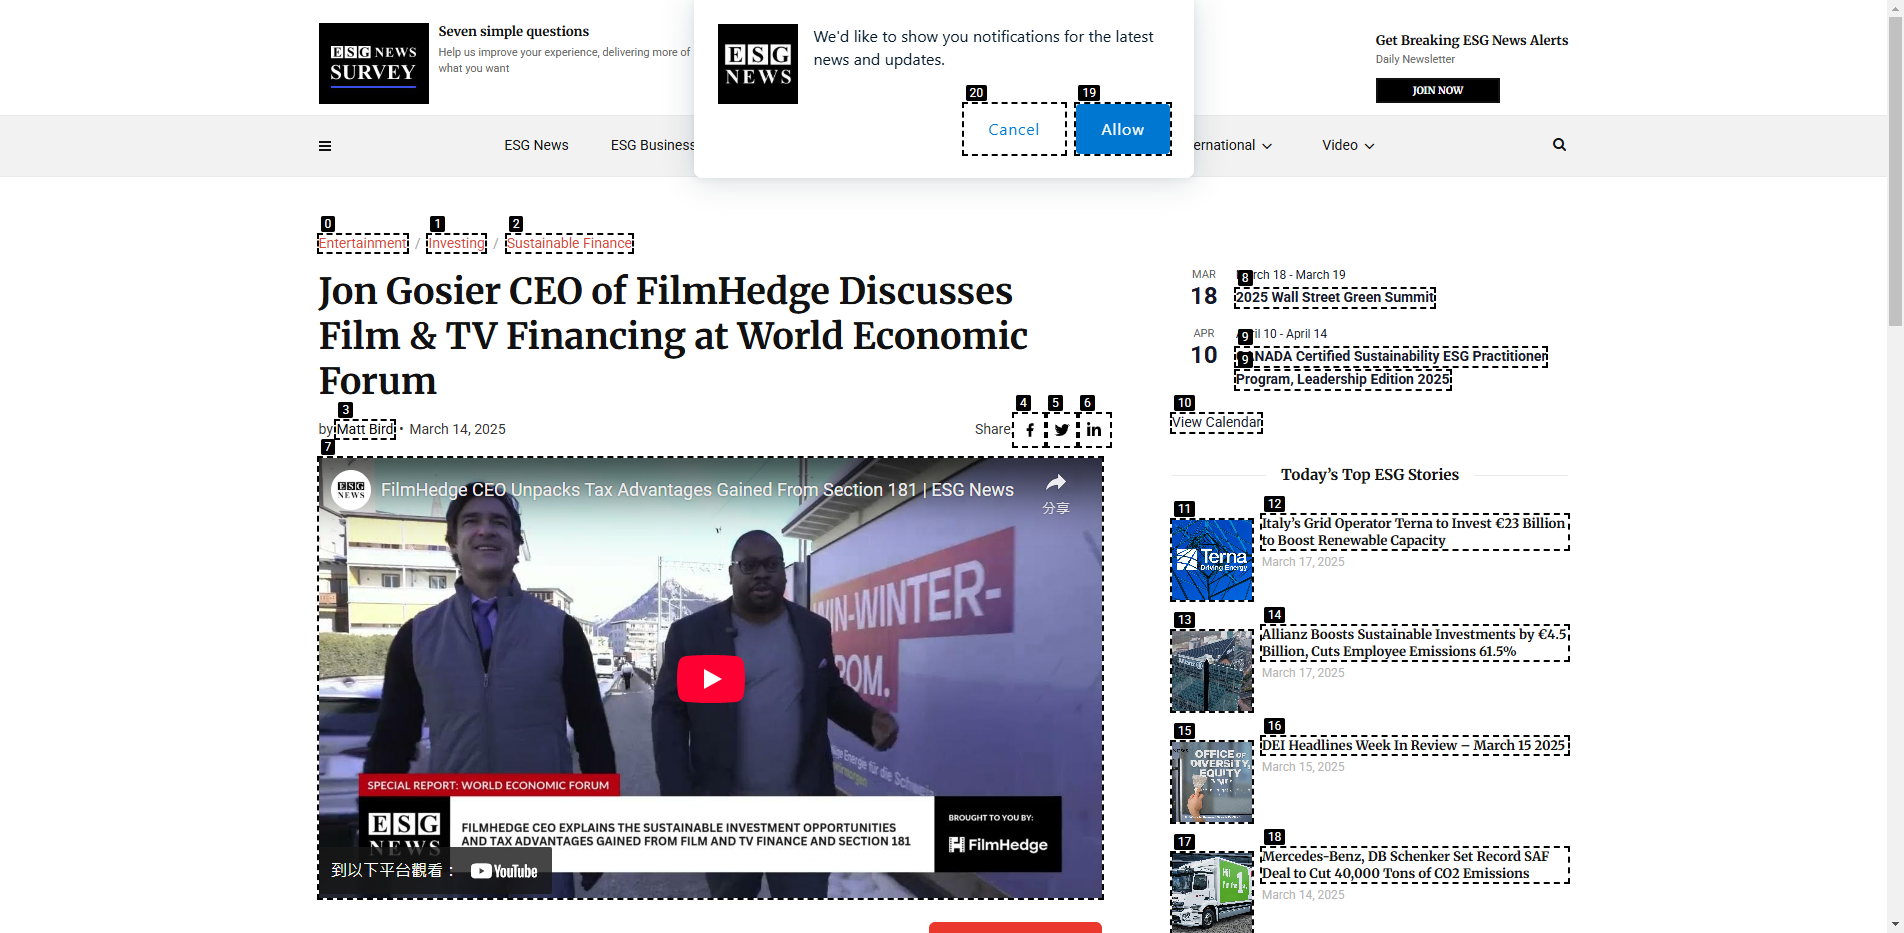 ESG NEWS
SURVEY
Seven simple questions
Help us improve your experience, delivering more of
what you want
ESG
NEWS
We'd like to show you notifications for the latest
news and updates.
20
19
Cancel
Allow
Get Breaking ESG News Alerts
Daily Newsletter
JOIN NOW
ESG News
ESG Business
ernational
Video
0
1
2
Entertainment / Investing / Sustainable Finance
Jon Gosier CEO of FilmHedge Discusses
Film & TV Financing at World Economic
Forum
3
by Matt Bird • March 14, 2025
Share
4
5
6
7
ESG
NEWS
FilmHedge CEO Unpacks Tax Advantages Gained From Section 181 | ESG News
分享
WIN-WINTER-
ROM.
SPECIAL REPORT: WORLD ECONOMIC FORUM
ESG
NEWS
FILMHEDGE CEO EXPLAINS THE SUSTAINABLE INVESTMENT OPPORTUNITIES
AND TAX ADVANTAGES GAINED FROM FILM AND TV FINANCE AND SECTION 181
BROUGHT TO YOU BY:
FilmHedge
到以下平台觀看：
YouTube
MAR
18
8
rch 18 - March 19
2025 Wall Street Green Summit
APR
10
9
il 10 - April 14
9
NADA Certified Sustainability ESG Practitioner
Program, Leadership Edition 2025
10
View Calendar
Today's Top ESG Stories
11
12
Terna
Driving Energy
Italy's Grid Operator Terna to Invest €23 Billion
to Boost Renewable Capacity
March 17, 2025
13
14
Allianz Boosts Sustainable Investments by €4.5
Billion, Cuts Employee Emissions 61.5%
March 17, 2025
15
16
OFFICE OF
DIVERSITY,
EQUITY
DEI Headlines Week In Review – March 15 2025
March 15, 2025
17
18
Mercedes-Benz, DB Schenker Set Record SAF
Deal to Cut 40,000 Tons of CO2 Emissions
March 14, 2025